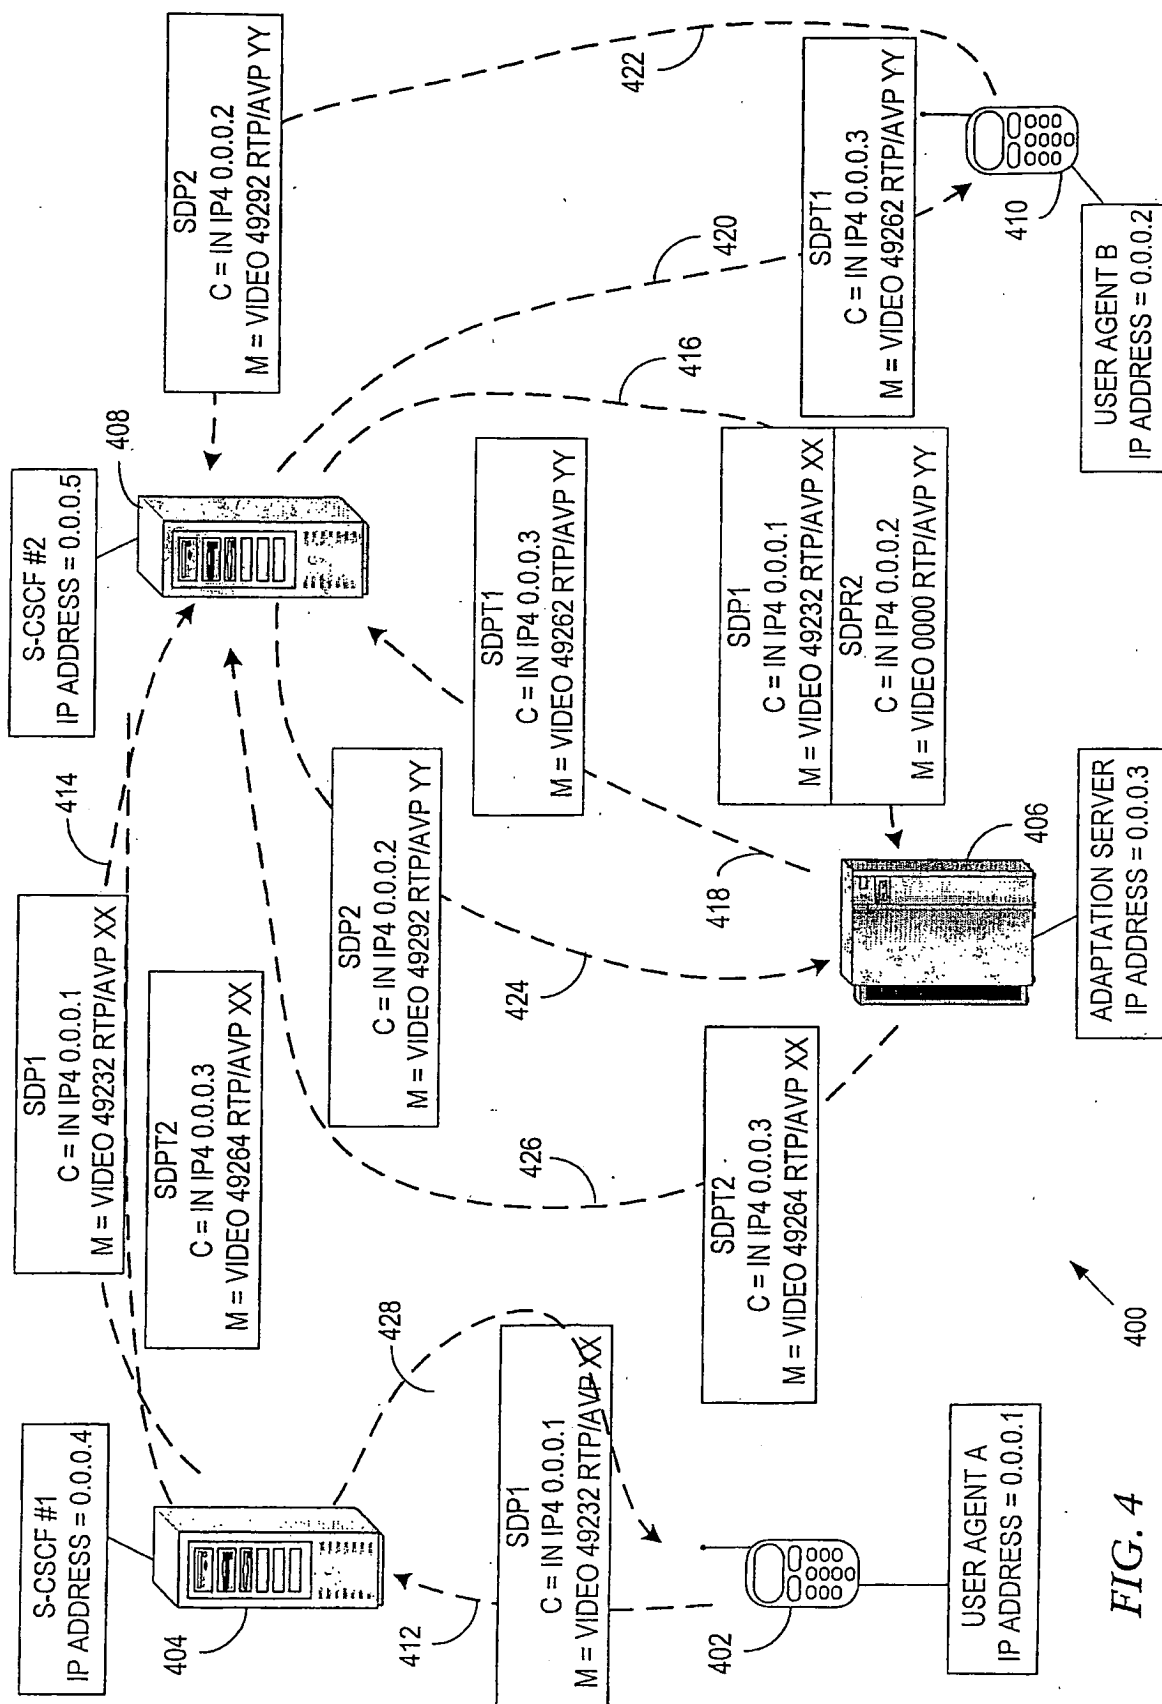 S-CSCF #1
IP ADDRESS = 0.0.0.4
404
SDP1
C = IN IP4 0.0.0.1
M = VIDEO 49232 RTP/AVP XX
414
SDPT2
C = IN IP4 0.0.0.3
M = VIDEO 49264 RTP/AVP XX
S-CSCF #2
IP ADDRESS = 0.0.0.5
408
SDP2
C = IN IP4 0.0.0.2
M = VIDEO 49292 RTP/AVP YY
428
412
SDP1
C = IN IP4 0.0.0.1
M = VIDEO 49232 RTP/AVP XX
SDP2
C = IN IP4 0.0.0.2
M = VIDEO 49292 RTP/AVP YY
SDPT1
C = IN IP4 0.0.0.3
M = VIDEO 49262 RTP/AVP YY
426
424
418
416
420
422
402
SDPT2
C = IN IP4 0.0.0.3
M = VIDEO 49264 RTP/AVP XX
SDP1
C = IN IP4 0.0.0.1
M = VIDEO 49232 RTP/AVP XX
SDPR2
C = IN IP4 0.0.0.2
M = VIDEO 0000 RTP/AVP YY
SDPT1
C = IN IP4 0.0.0.3
M = VIDEO 49262 RTP/AVP YY
406
410
USER AGENT A
IP ADDRESS = 0.0.0.1
400
ADAPTATION SERVER
IP ADDRESS = 0.0.0.3
USER AGENT B
IP ADDRESS = 0.0.0.2
FIG. 4